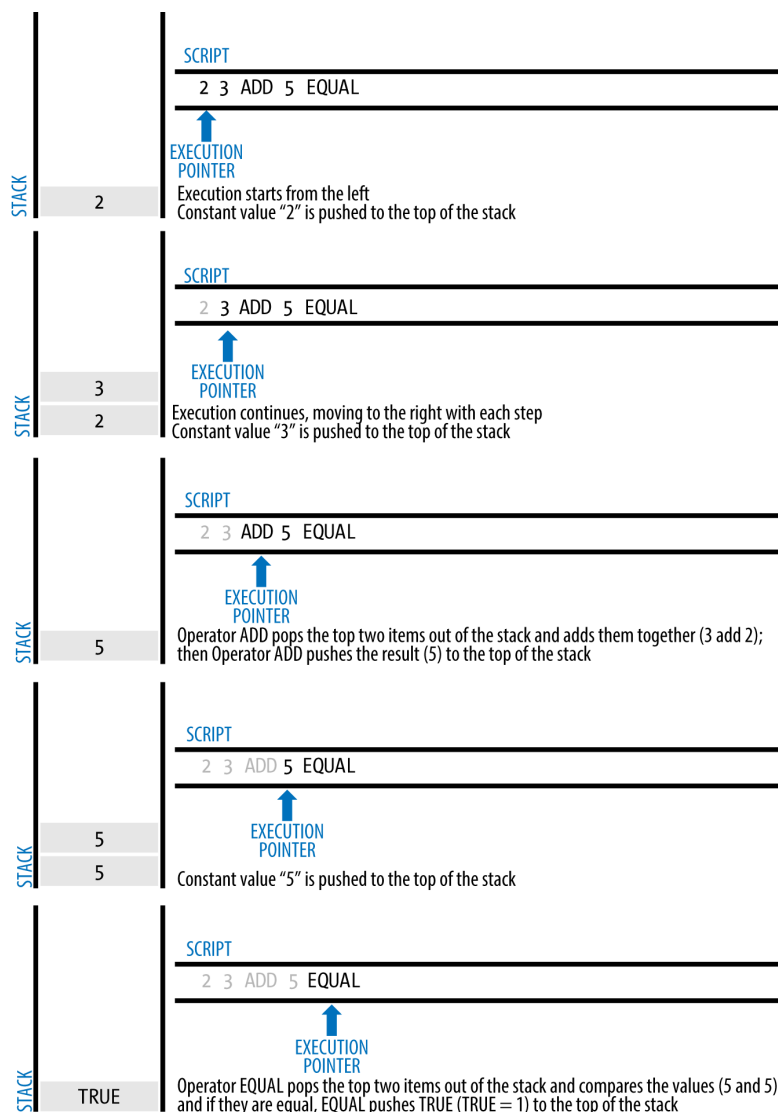 SCRIPT
2 3 ADD 5 EQUAL
EXECUTION
POINTER
STACK
2
Execution starts from the left
Constant value “2” is pushed to the top of the stack
SCRIPT
2 3 ADD 5 EQUAL
EXECUTION
POINTER
STACK
3
2
Execution continues, moving to the right with each step
Constant value “3” is pushed to the top of the stack
SCRIPT
2 3 ADD 5 EQUAL
EXECUTION
POINTER
STACK
5
Operator ADD pops the top two items out of the stack and adds them together (3 add 2);
then Operator ADD pushes the result (5) to the top of the stack
SCRIPT
2 3 ADD 5 EQUAL
EXECUTION
POINTER
STACK
5
5
Constant value “5” is pushed to the top of the stack
SCRIPT
2 3 ADD 5 EQUAL
EXECUTION
POINTER
STACK
TRUE
Operator EQUAL pops the top two items out of the stack and compares the values (5 and 5)
and if they are equal, EQUAL pushes TRUE (TRUE = 1) to the top of the stack